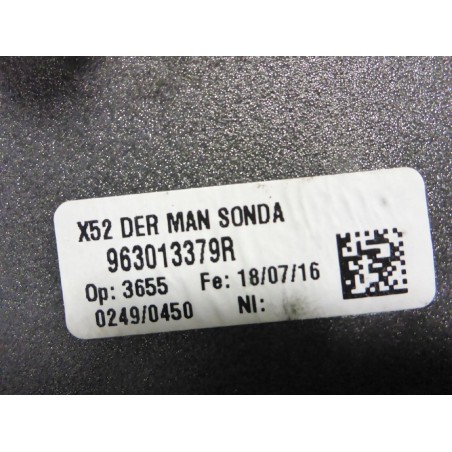 X52 DER MAN SONDA
963013379R
Op: 3655 Fe: 18/07/16
0249/0450 NI: